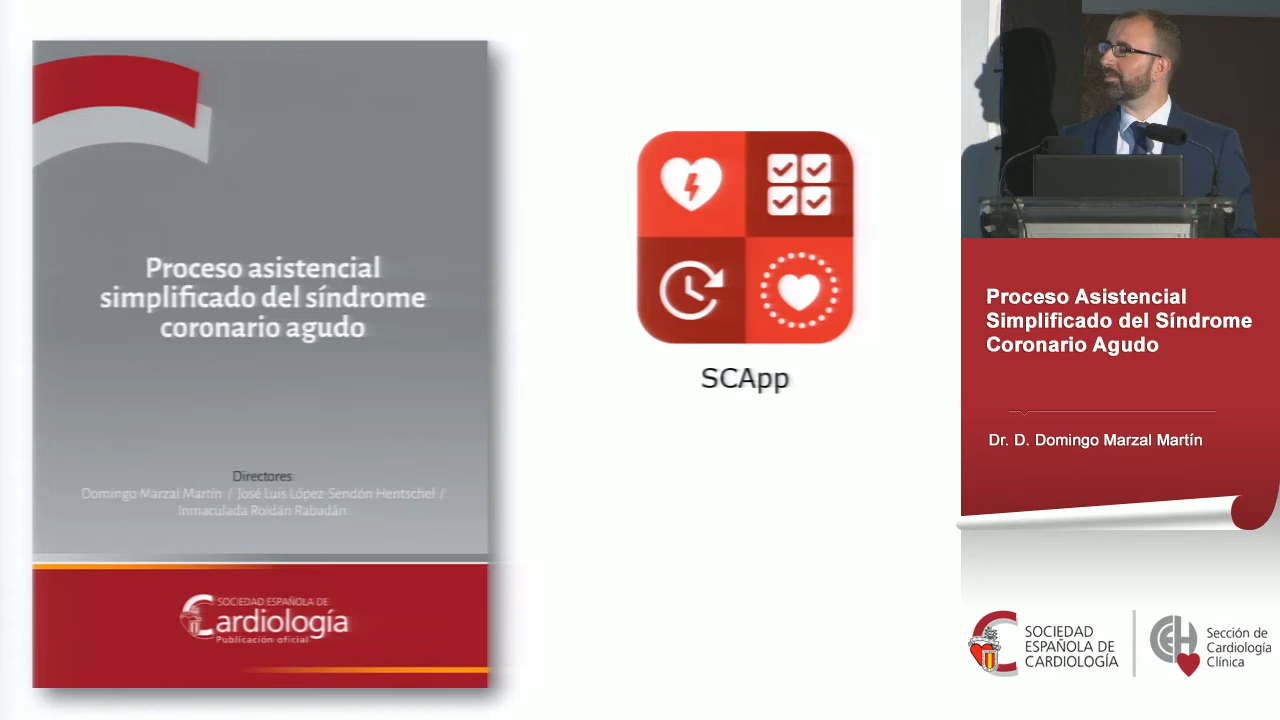 Proceso asistencial
simplificado del síndrome
coronario agudo
Directores
Domingo Marzal Martín / José Luis López-Sendón Hentschel /
Inmaculada Roldán Rabadán
SOCIEDAD ESPAÑOLA DE
Cardiología
Publicación oficial
SCApp
Proceso Asistencial
Simplificado del Síndrome
Coronario Agudo
Dr. D. Domingo Marzal Martín
SOCIEDAD
ESPAÑOLA DE
CARDIOLOGÍA
Sección de
Cardiología
Clínica